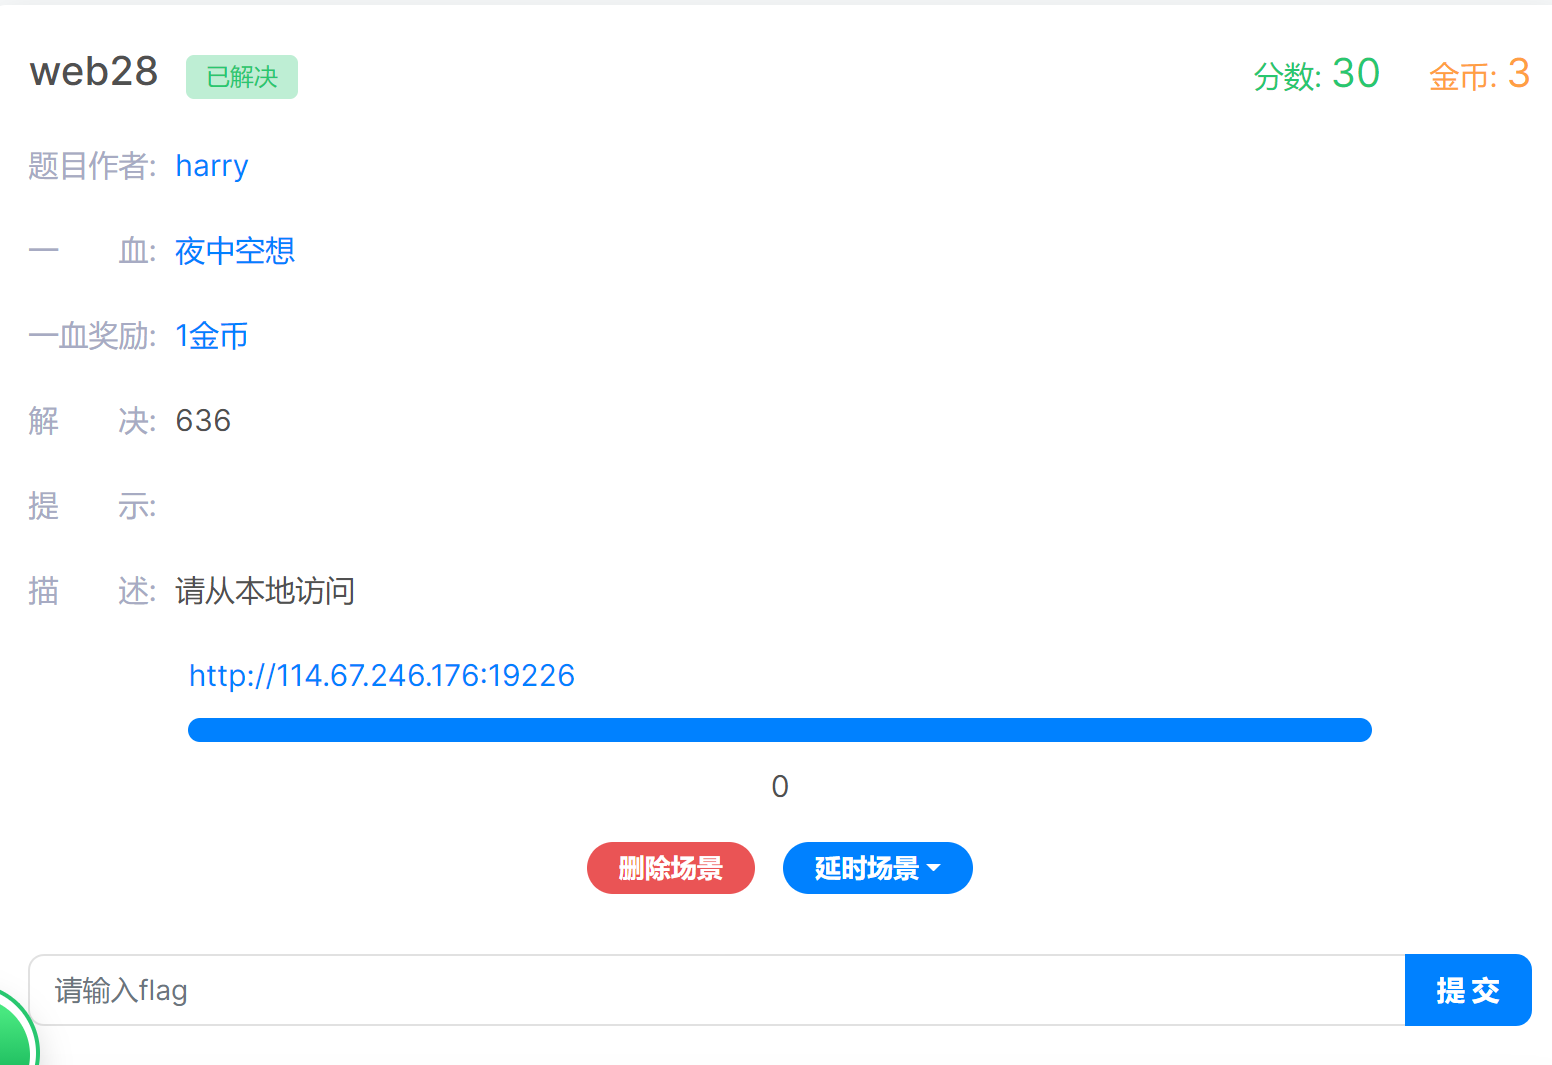 web28 已解决 分数: 30 金币: 3
题目作者: harry
一 血: 夜中空想
一血奖励: 1金币
解 决: 636
提 示:
描 述: 请从本地访问
http://114.67.246.176:19226
0
删除场景 延时场景
请输入flag 提 交